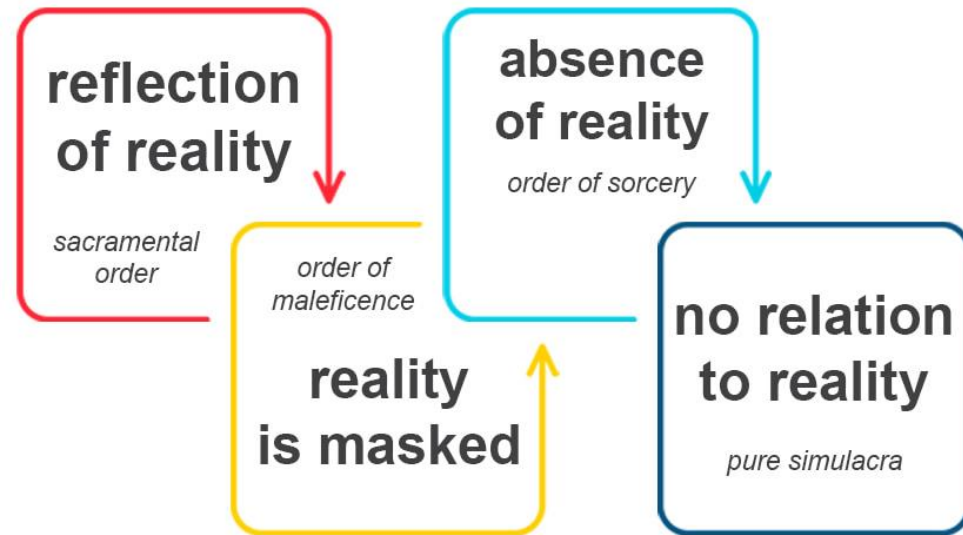 reflection
of reality
sacramental
order
order of
maleficence
reality
is masked
absence
of reality
order of sorcery
no relation
to reality
pure simulacra